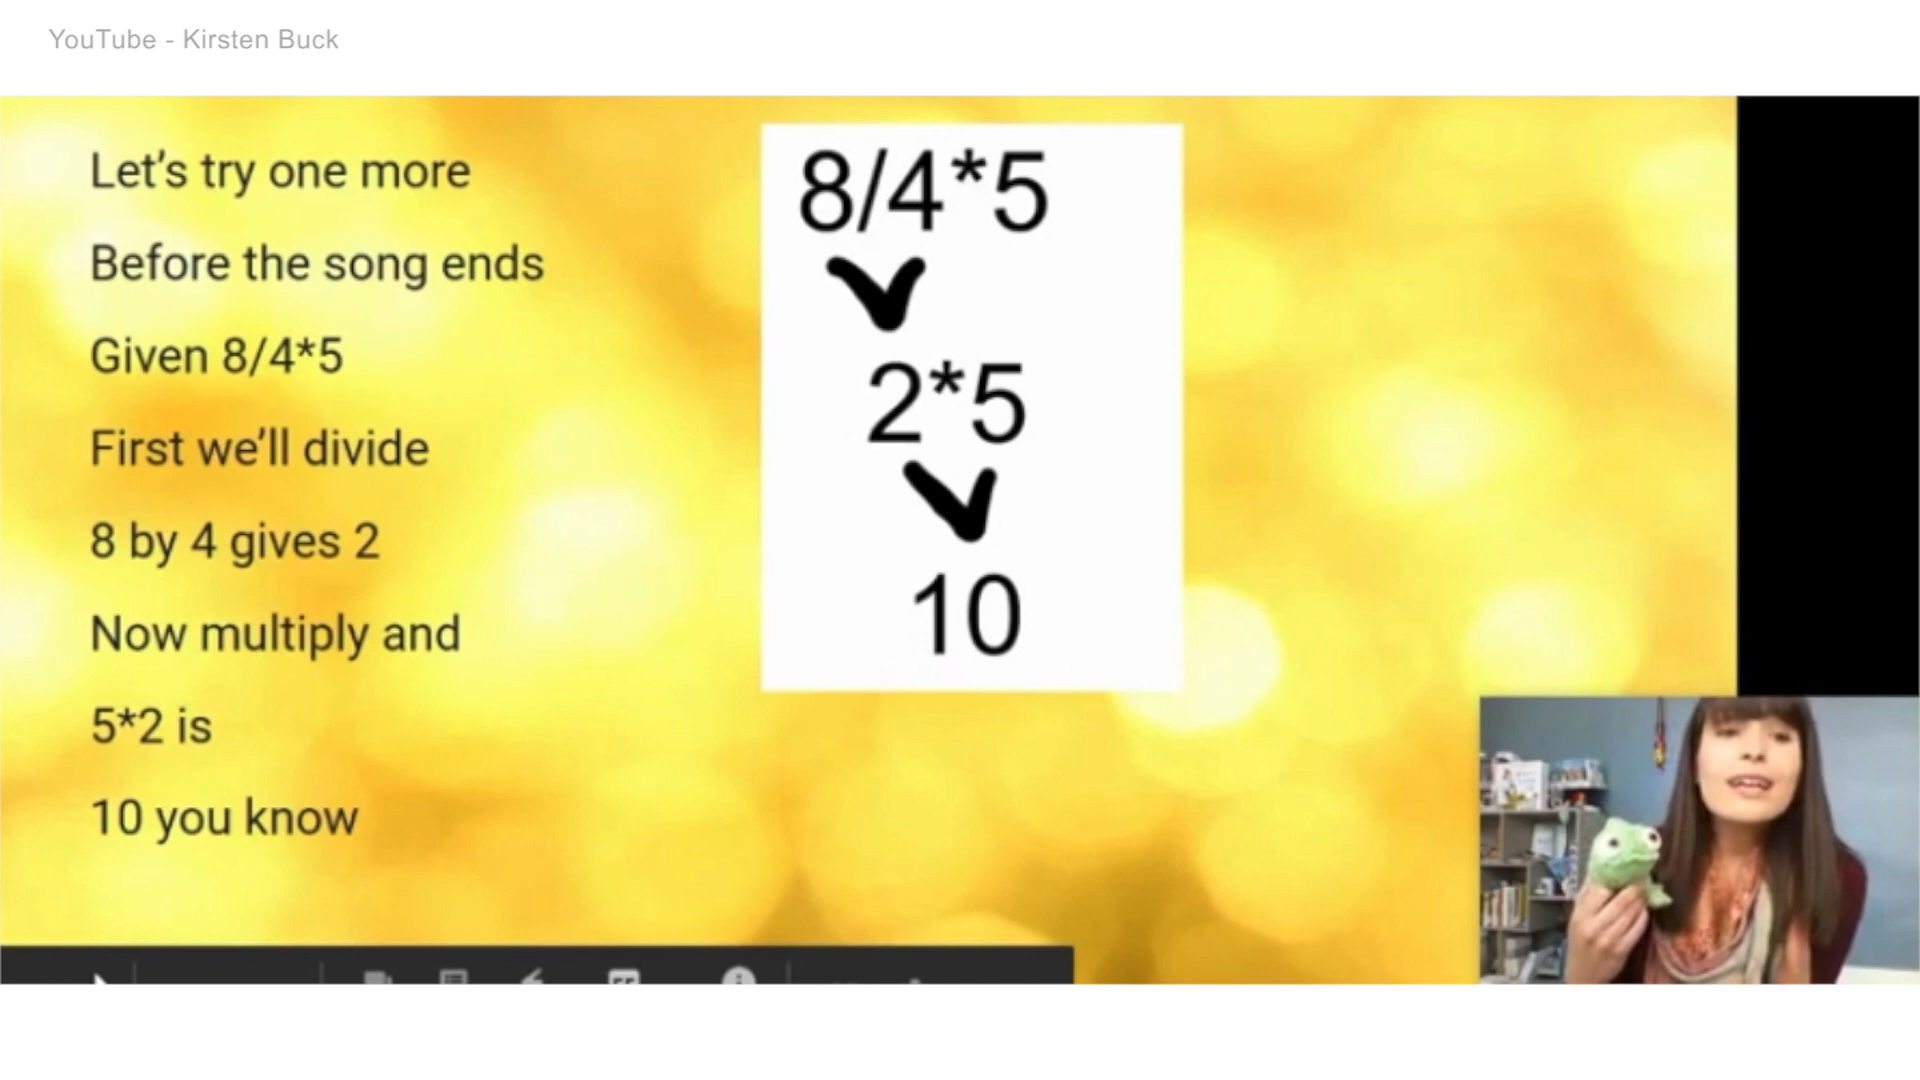 YouTube - Kirsten Buck
Let's try one more
Before the song ends
Given 8/4*5
First we'll divide
8 by 4 gives 2
Now multiply and
5*2 is
10 you know
8/4*5
2*5
10